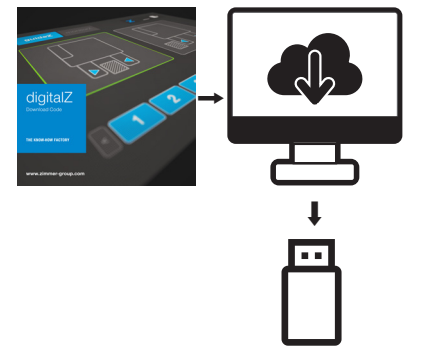 digitalZ
Download Code
THE KNOW-HOW FACTORY
www.zimmer-group.com
1
2